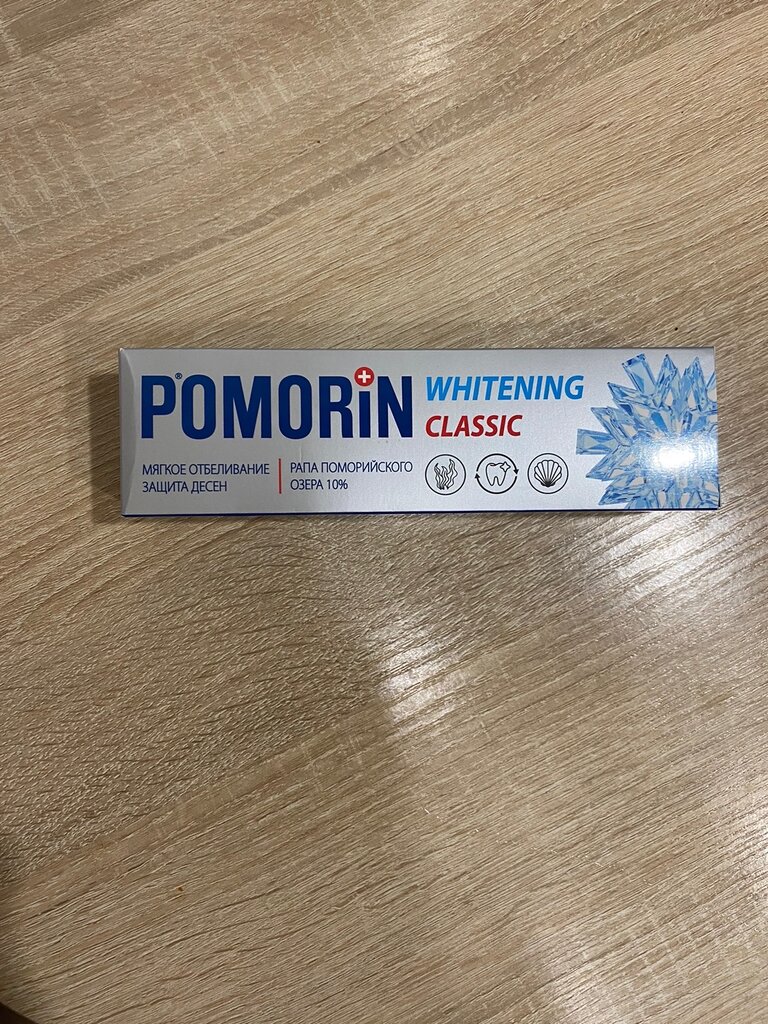 POMORiN®
WHITENING
CLASSIC
МЯГКОЕ ОТБЕЛИВАНИЕ
ЗАЩИТА ДЕСЕН
РАПА ПОМОРИЙСКОГО
ОЗЕРА 10%